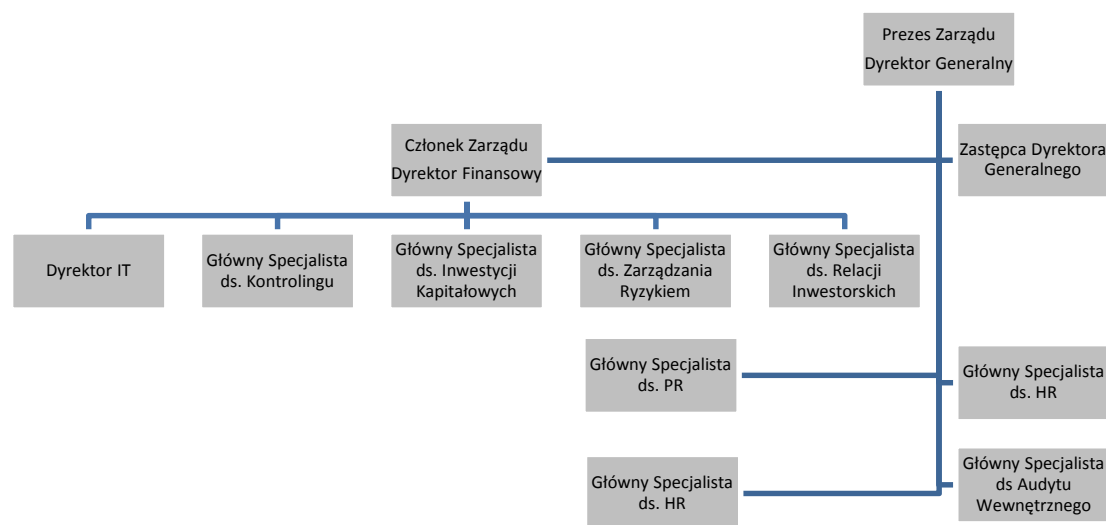 Prezes Zarządu
Dyrektor Generalny
Członek Zarządu
Dyrektor Finansowy
Zastępca Dyrektora
Generalnego
Dyrektor IT
Główny Specjalista
ds. Kontrolingu
Główny Specjalista
ds. Inwestycji
Kapitałowych
Główny Specjalista
ds. Zarządzania
Ryzykiem
Główny Specjalista
ds. Relacji
Inwestorskich
Główny Specjalista
ds. PR
Główny Specjalista
ds. HR
Główny Specjalista
ds. HR
Główny Specjalista
ds Audytu
Wewnętrznego